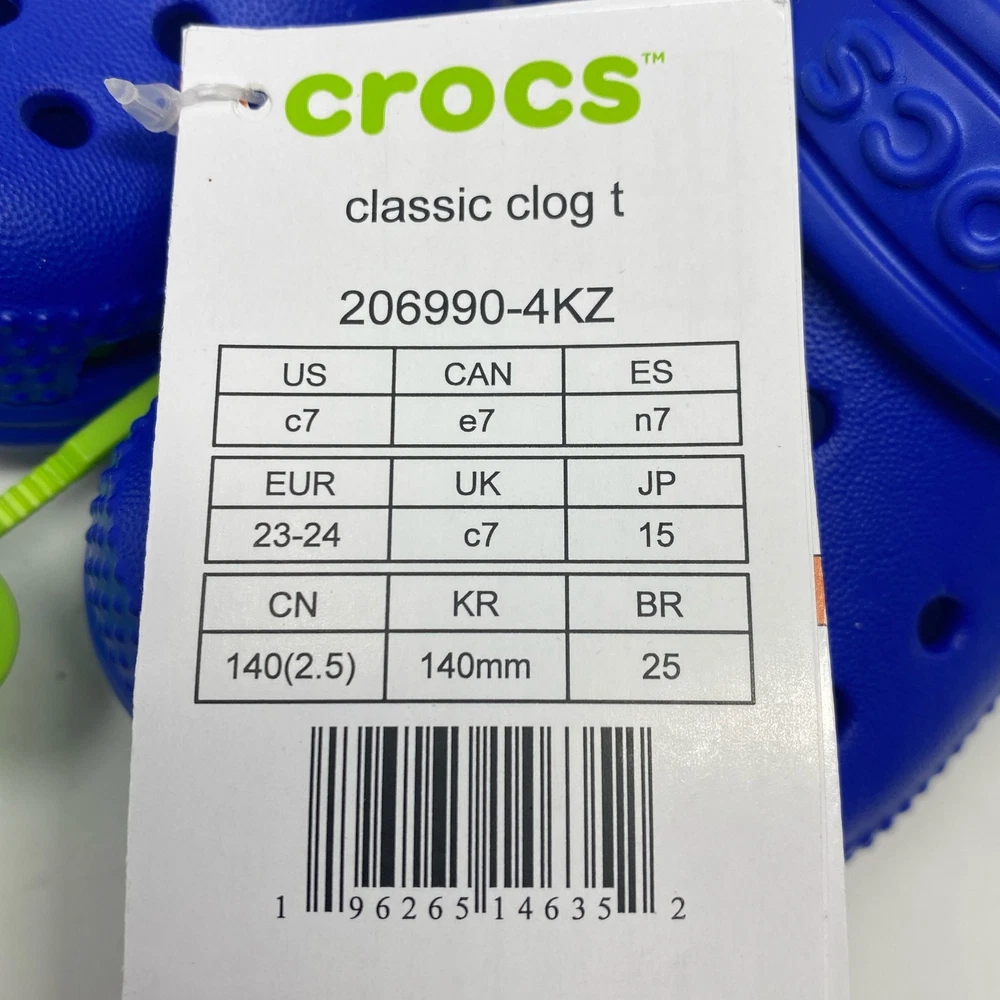 crocs™
classic clog t
206990-4KZ
US CAN ES
c7 e7 n7
EUR UK JP
23-24 c7 15
CN KR BR
140(2.5) 140mm 25
1 96265 14635 2